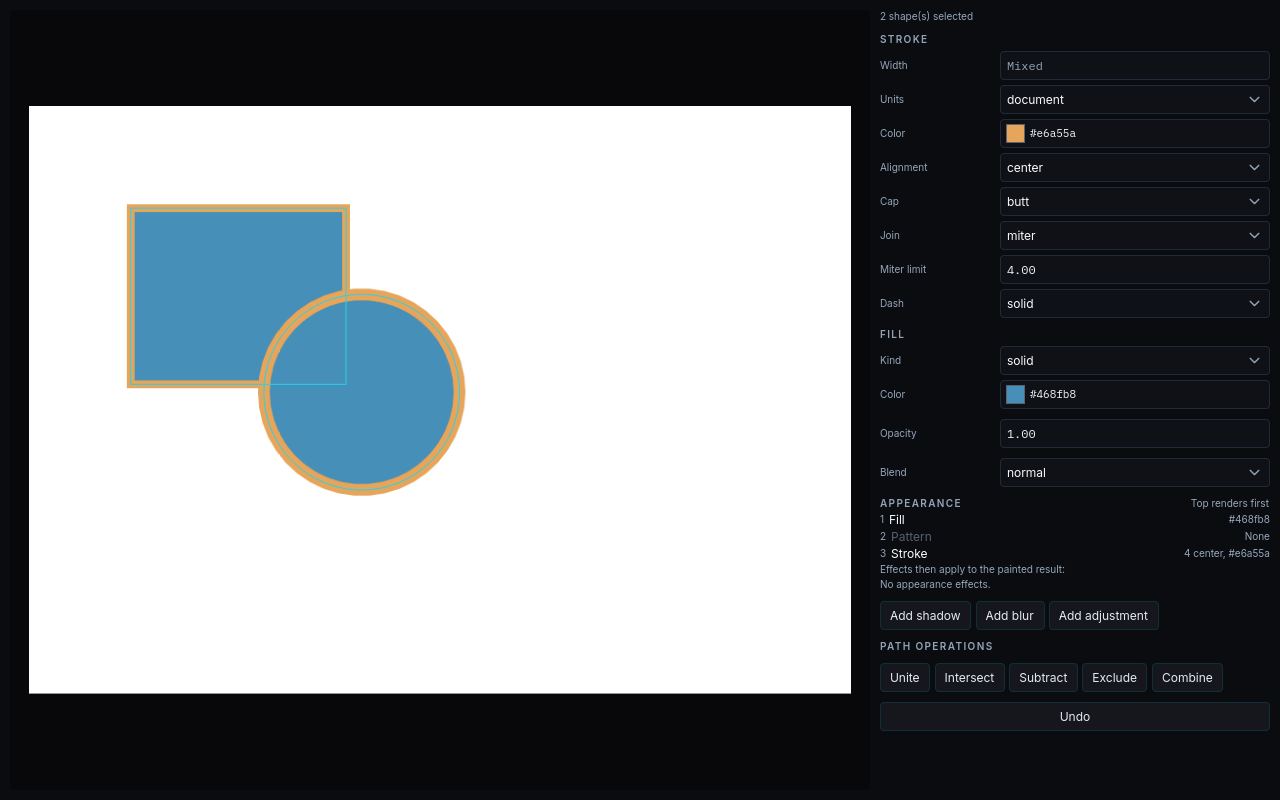 2 shape(s) selected
STROKE
Width Mixed
Units document
Color #e6a55a
Alignment center
Cap butt
Join miter
Miter limit 4.00
Dash solid
FILL
Kind solid
Color #468fb8
Opacity 1.00
Blend normal
APPEARANCE Top renders first
1 Fill #468fb8
2 Pattern None
3 Stroke 4 center, #e6a55a
Effects then apply to the painted result:
No appearance effects.
Add shadow Add blur Add adjustment
PATH OPERATIONS
Unite Intersect Subtract Exclude Combine
Undo